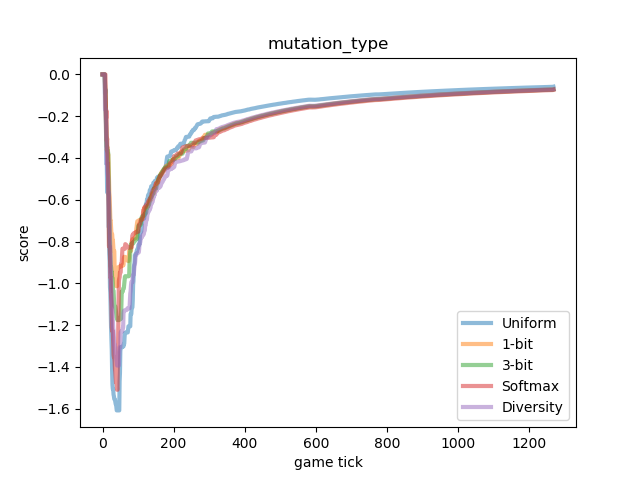 mutation_type
0.0
−0.2
−0.4
−0.6
−0.8
−1.0
−1.2
−1.4
−1.6
score
Uniform
1-bit
3-bit
Softmax
Diversity
0 200 400 600 800 1000 1200
game tick